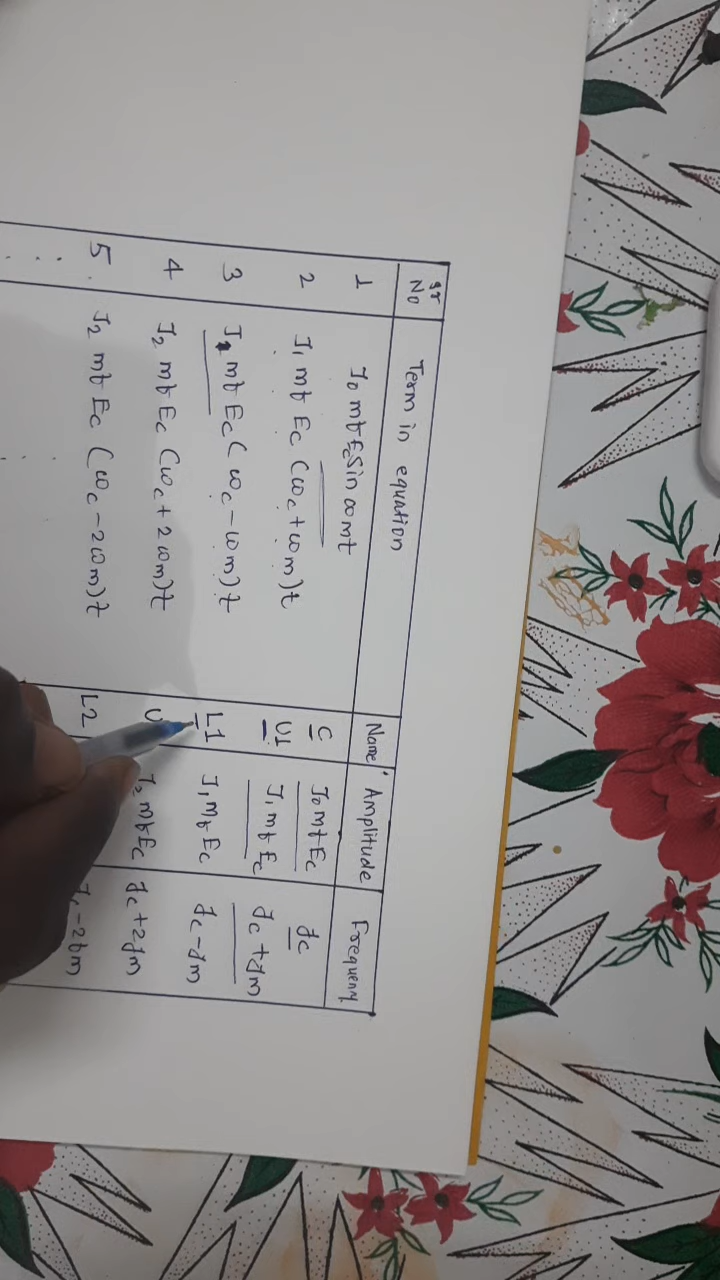 Sr No Term in equation Name Amplitude Frequency
1 J0 mf Ec sin ωmt C J0 mf Ec fc
2 J1 mf Ec (ωc + ωm)t U1 J1 mf Ec fc + fm
3 J1 mf Ec (ωc - ωm)t L1 J1 mf Ec fc - fm
4 J2 mf Ec (ωc + 2ωm)t U J2 mf Ec fc + 2fm
5. J2 mf Ec (ωc - 2ωm)t L2 - 2fm